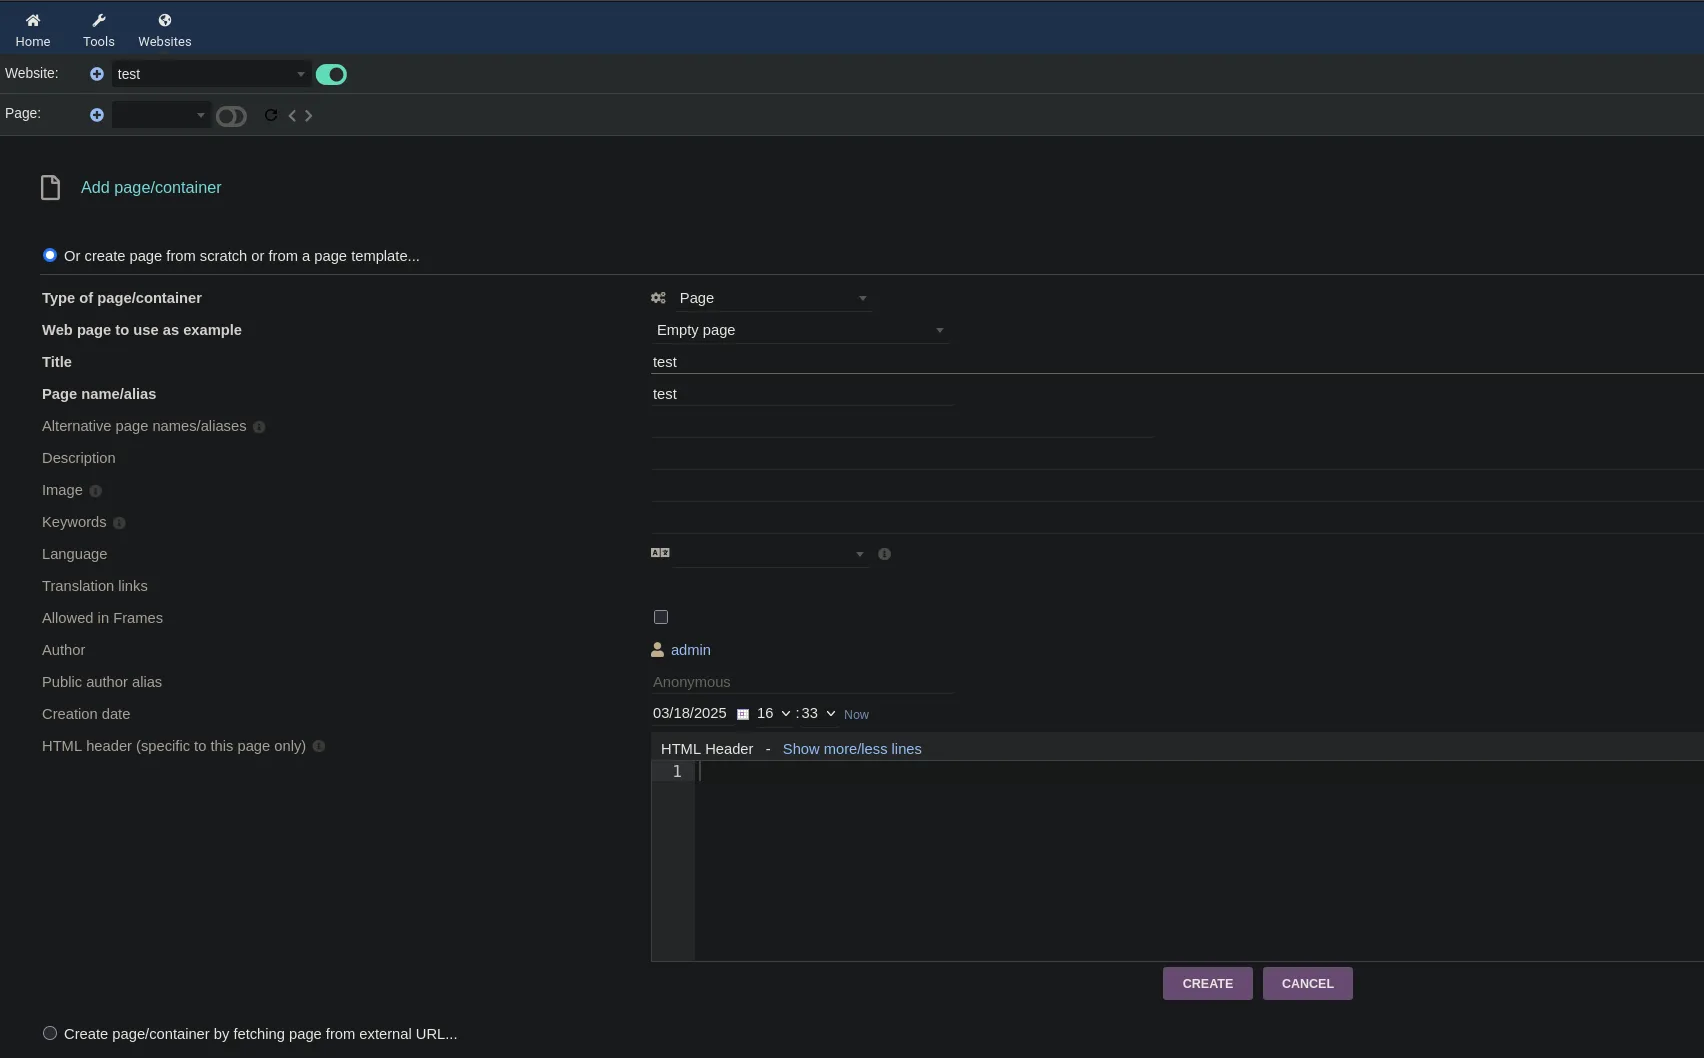 Home Tools Websites
Website: test
Page:
Add page/container
Or create page from scratch or from a page template...
Type of page/container Page
Web page to use as example Empty page
Title test
Page name/alias test
Alternative page names/aliases
Description
Image
Keywords
Language
Translation links
Allowed in Frames
Author admin
Public author alias Anonymous
Creation date 03/18/2025 16 : 33 Now
HTML header (specific to this page only) HTML Header - Show more/less lines
1
CREATE CANCEL
Create page/container by fetching page from external URL...